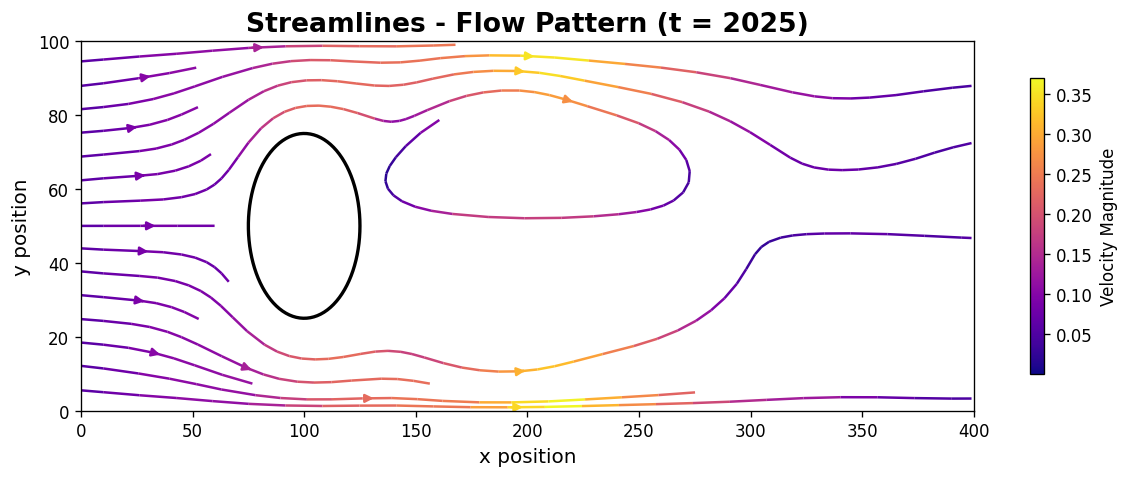 Streamlines - Flow Pattern (t = 2025)
100
80
60
40
20
0
y position
0 50 100 150 200 250 300 350 400
x position
0.35
0.30
0.25
0.20
0.15
0.10
0.05
Velocity Magnitude